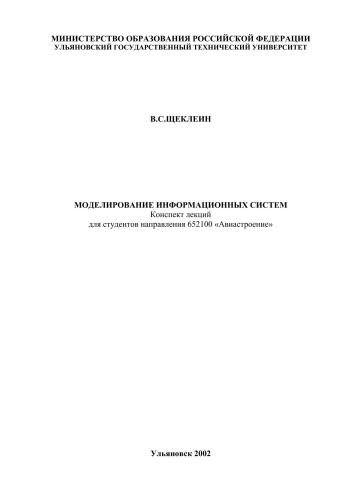 МИНИСТЕРСТВО ОБРАЗОВАНИЯ РОССИЙСКОЙ ФЕДЕРАЦИИ
УЛЬЯНОВСКИЙ ГОСУДАРСТВЕННЫЙ ТЕХНИЧЕСКИЙ УНИВЕРСИТЕТ
В.С.ЩЕКЛЕИН
МОДЕЛИРОВАНИЕ ИНФОРМАЦИОННЫХ СИСТЕМ
Конспект лекций
для студентов направления 652100 «Авиастроение»
Ульяновск 2002